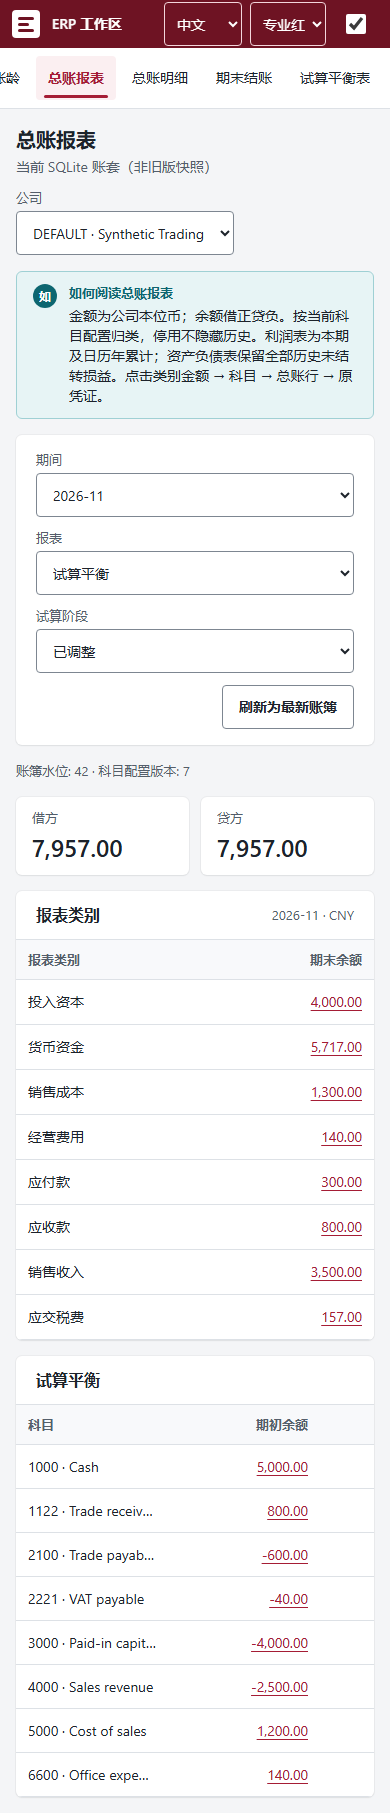 ERP 工作区 中文 专业红
账龄 总账报表 总账明细 期末结账 试算平衡表
总账报表
当前 SQLite 账套（非旧版快照）
公司
DEFAULT · Synthetic Trading
如 如何阅读总账报表
金额为公司本位币；余额借正贷负。按当前科
目配置归类，停用不隐藏历史。利润表为本期
及日历年累计；资产负债表保留全部历史未结
转损益。点击类别金额 → 科目 → 总账行 → 原
凭证。
期间
2026-11
报表
试算平衡
试算阶段
已调整
刷新为最新账簿
账簿水位: 42 · 科目配置版本: 7
借方 贷方
7,957.00 7,957.00
报表类别 2026-11 · CNY
报表类别 期末余额
投入资本 4,000.00
货币资金 5,717.00
销售成本 1,300.00
经营费用 140.00
应付款 300.00
应收款 800.00
销售收入 3,500.00
应交税费 157.00
试算平衡
科目 期初余额
1000 · Cash 5,000.00
1122 · Trade receiv... 800.00
2100 · Trade payab... -600.00
2221 · VAT payable -40.00
3000 · Paid-in capit... -4,000.00
4000 · Sales revenue -2,500.00
5000 · Cost of sales 1,200.00
6600 · Office expe... 140.00